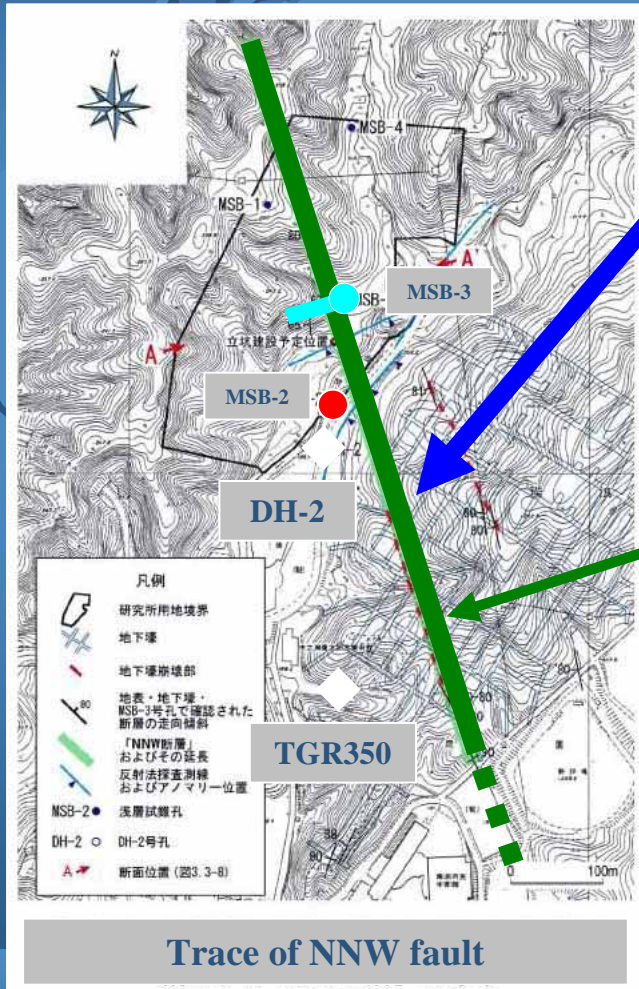 N
MSB-4
MSB-1
A'
MSB-3
立坑建設予定位置
A
MSB-2
DH-2
凡例
研究所用地境界
地下壕
地下壕崩壊部
80
地表・地下壕・
MSB-3号孔で確認された
断層の走向傾斜
「NNW断層」
およびその延長
反射法探査測線
およびアノマリー位置
MSB-2 浅層試錐孔
DH-2 DH-2号孔
A 断面位置 (図3.3-8)
TGR350
0 100m
Trace of NNW fault